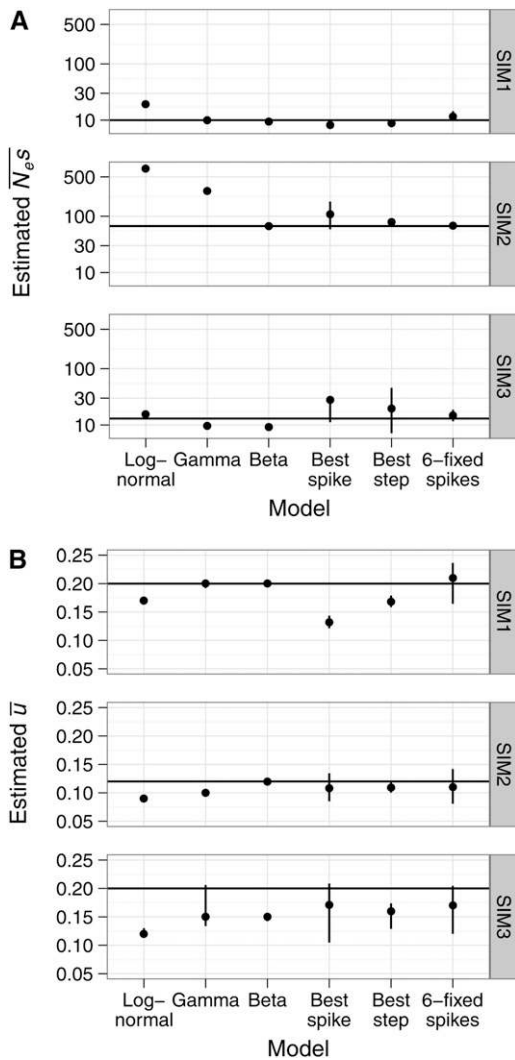 A
500
100
30
10
SIM1
500
100
30
10
SIM2
500
100
30
10
SIM3
Estimated N̅e̅s̅
Log–
normal
Gamma
Beta
Best
spike
Best
step
6−fixed
spikes
Model
B
0.25
0.20
0.15
0.10
0.05
SIM1
0.25
0.20
0.15
0.10
0.05
SIM2
0.25
0.20
0.15
0.10
0.05
SIM3
Estimated u̅
Log–
normal
Gamma
Beta
Best
spike
Best
step
6−fixed
spikes
Model